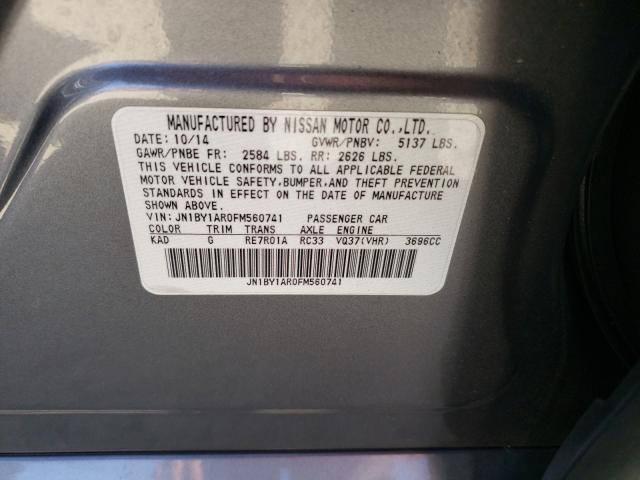 MANUFACTURED BY NISSAN MOTOR CO.,LTD.
DATE: 10/14 GVWR/PNBV: 5137 LBS.
GAWR/PNBE FR: 2584 LBS. RR: 2626 LBS.
THIS VEHICLE CONFORMS TO ALL APPLICABLE FEDERAL
MOTOR VEHICLE SAFETY,BUMPER,AND THEFT PREVENTION
STANDARDS IN EFFECT ON THE DATE OF MANUFACTURE
SHOWN ABOVE.
VIN: JN1BY1AR0FM560741 PASSENGER CAR
COLOR TRIM TRANS AXLE ENGINE
KAD G RE7R01A RC33 VQ37(VHR) 3696CC
JN1BY1AR0FM560741